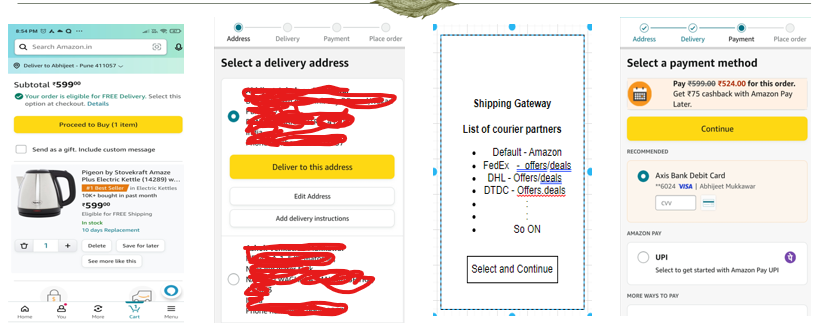 8:54 PM
Search Amazon.in
Deliver to Abhijeet - Pune 411057
Subtotal ₹599⁰⁰
Your order is eligible for FREE Delivery. Select this
option at checkout. Details
Proceed to Buy (1 item)
Send as a gift. Include custom message
Pigeon by Stovekraft Amaze
Plus Electric Kettle (14289) w...
#1 Best Seller in Electric Kettles
10K+ bought in past month
₹599⁰⁰
Eligible for FREE Shipping
In stock
10 days Replacement
1 + Delete Save for later
See more like this
Home You More Cart Menu
Address Delivery Payment Place order
Select a delivery address
Deliver to this address
Edit Address
Add delivery instructions
Shipping Gateway
List of courier partners
• Default - Amazon
• FedEx - offers/deals
• DHL - Offers/deals
• DTDC - Offers.deals
• :
• :
• So ON
Select and Continue
Address Delivery Payment Place order
Select a payment method
Pay ₹599.00 ₹524.00 for this order.
Get ₹75 cashback with Amazon Pay
Later.
Continue
RECOMMENDED
Axis Bank Debit Card
**6024 VISA | Abhijeet Mukkawar
CVV
AMAZON PAY
UPI
Select to get started with Amazon Pay UPI
MORE WAYS TO PAY